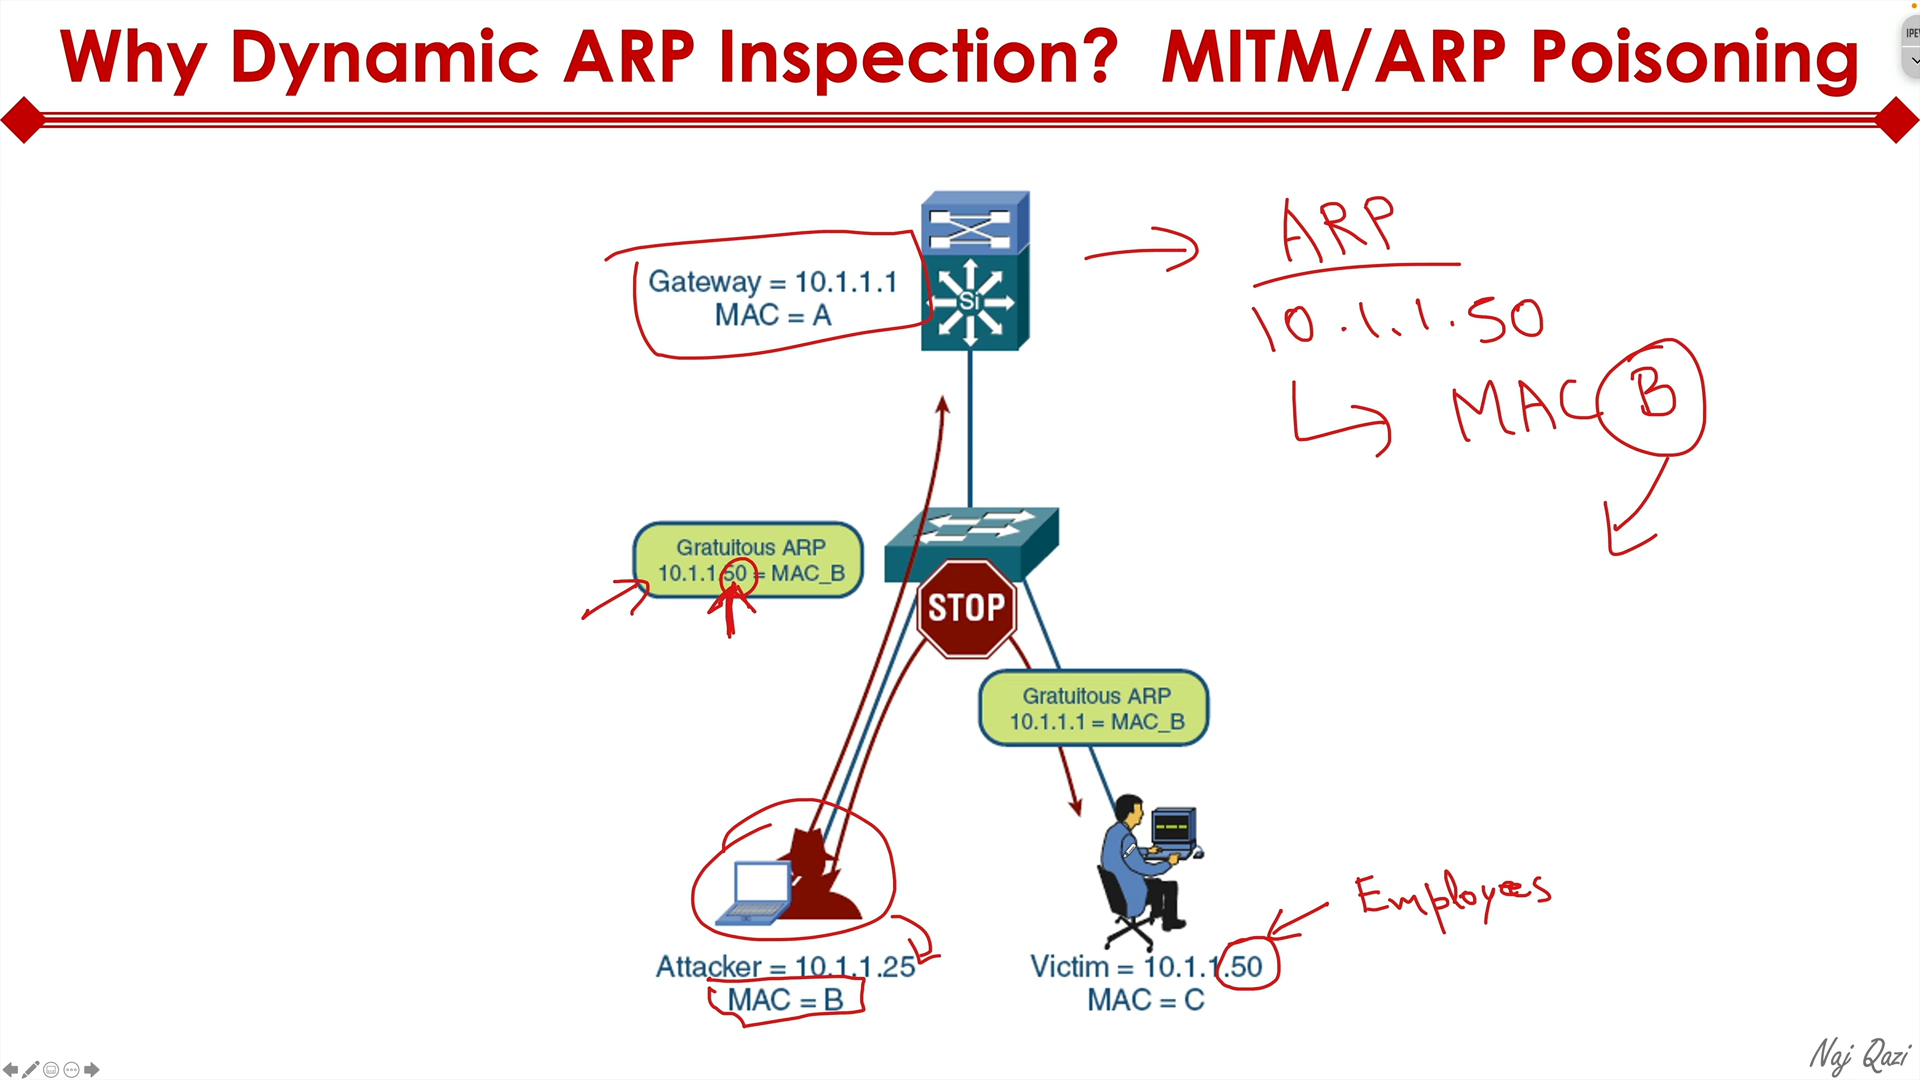 Why Dynamic ARP Inspection? MITM/ARP Poisoning
Gateway = 10.1.1.1
MAC = A
Si
ARP
10.1.1.50
MAC B
Gratuitous ARP
10.1.1.50 = MAC_B
STOP
Gratuitous ARP
10.1.1.1 = MAC_B
Employees
Attacker = 10.1.1.25
MAC = B
Victim = 10.1.1.50
MAC = C
Naj Qazi